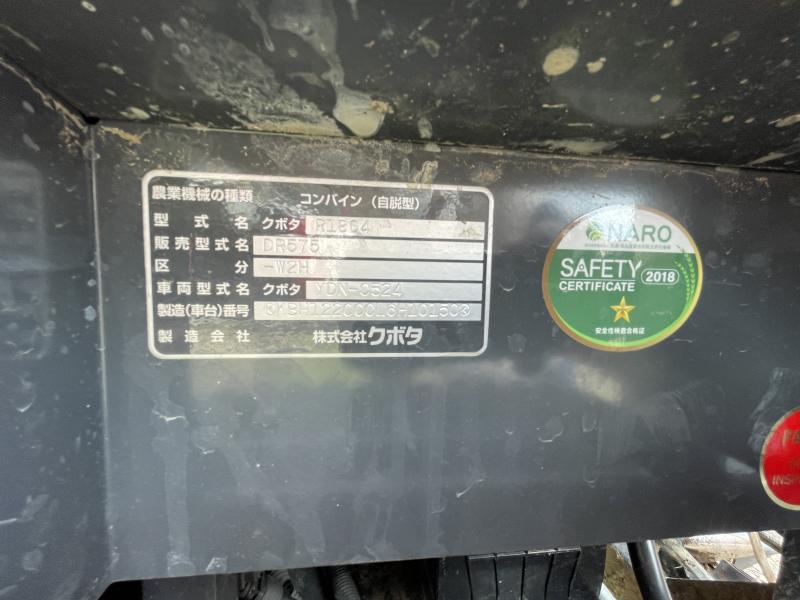 農業機械の種類 コンバイン（自脱型）
型式名 クボタ R1864
販売型式名 DR575
区分 -W2H
車両型式名 クボタ YDN-C524
製造(車台)番号
製造会社 株式会社クボタ
NARO
SAFETY
CERTIFICATE 2018
安全性検査合格証